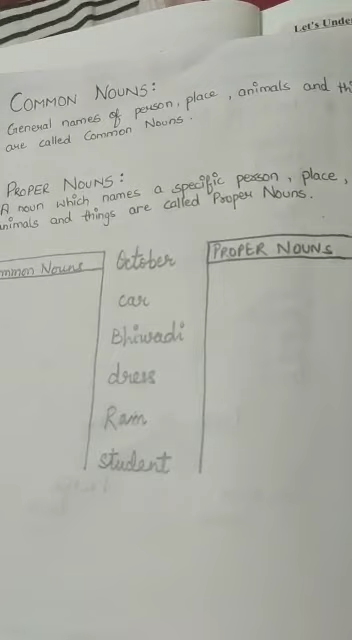 Let's Unde
COMMON NOUNS:
General names of person, place, animals and th
are called Common Nouns.
PROPER NOUNS:
A noun which names a specific person, place,
animals and things are called Proper Nouns.
mmon Nouns
PROPER NOUNS
October
car
Bhiwadi
dress
Ram
student